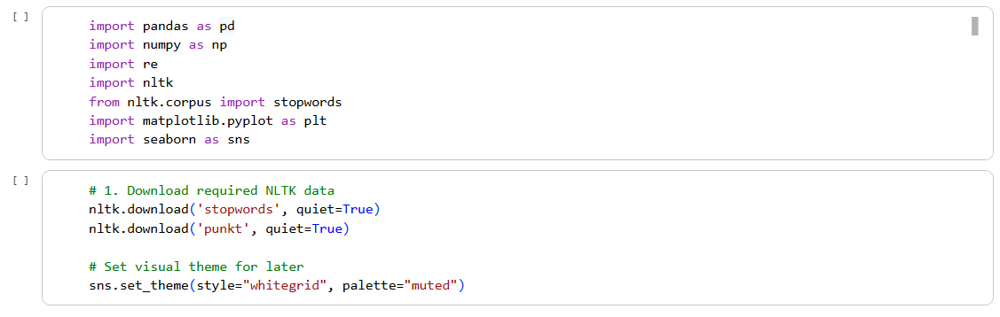 [ ]
import pandas as pd
import numpy as np
import re
import nltk
from nltk.corpus import stopwords
import matplotlib.pyplot as plt
import seaborn as sns
[ ]
# 1. Download required NLTK data
nltk.download('stopwords', quiet=True)
nltk.download('punkt', quiet=True)
# Set visual theme for later
sns.set_theme(style="whitegrid", palette="muted")